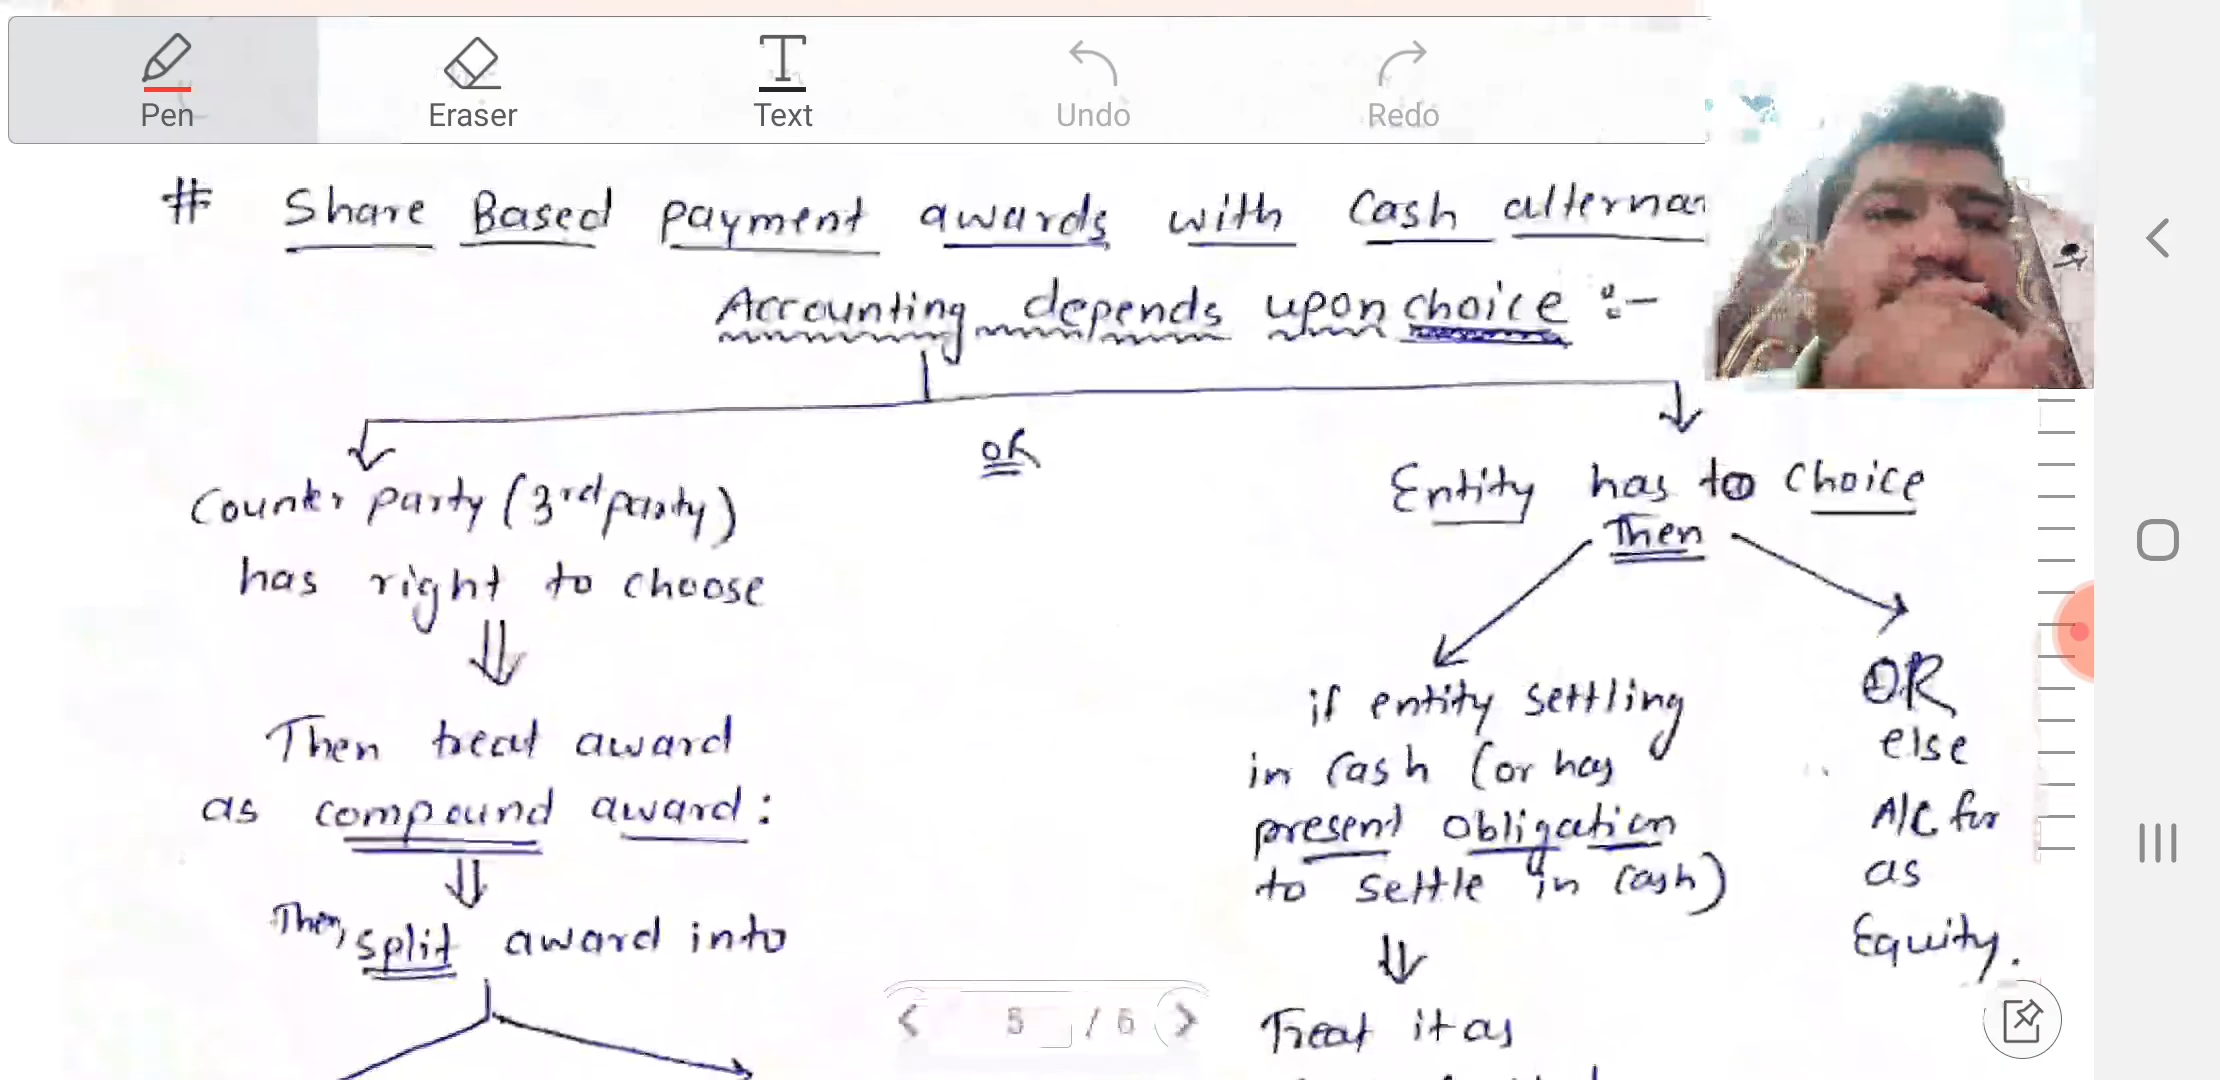 Pen
Eraser
Text
Undo
Redo
# Share Based payment awards with Cash alternat
Accounting depends upon choice :-
OR
Counter party (3rd party)
has right to choose
Then treat award
as compound award :
Then, split award into
Entity has to choice
Then
if entity settling
in cash (or has
present obligation
to settle in cash)
Treat it as
OR
else
A/C for
as
Equity.
5 / 6